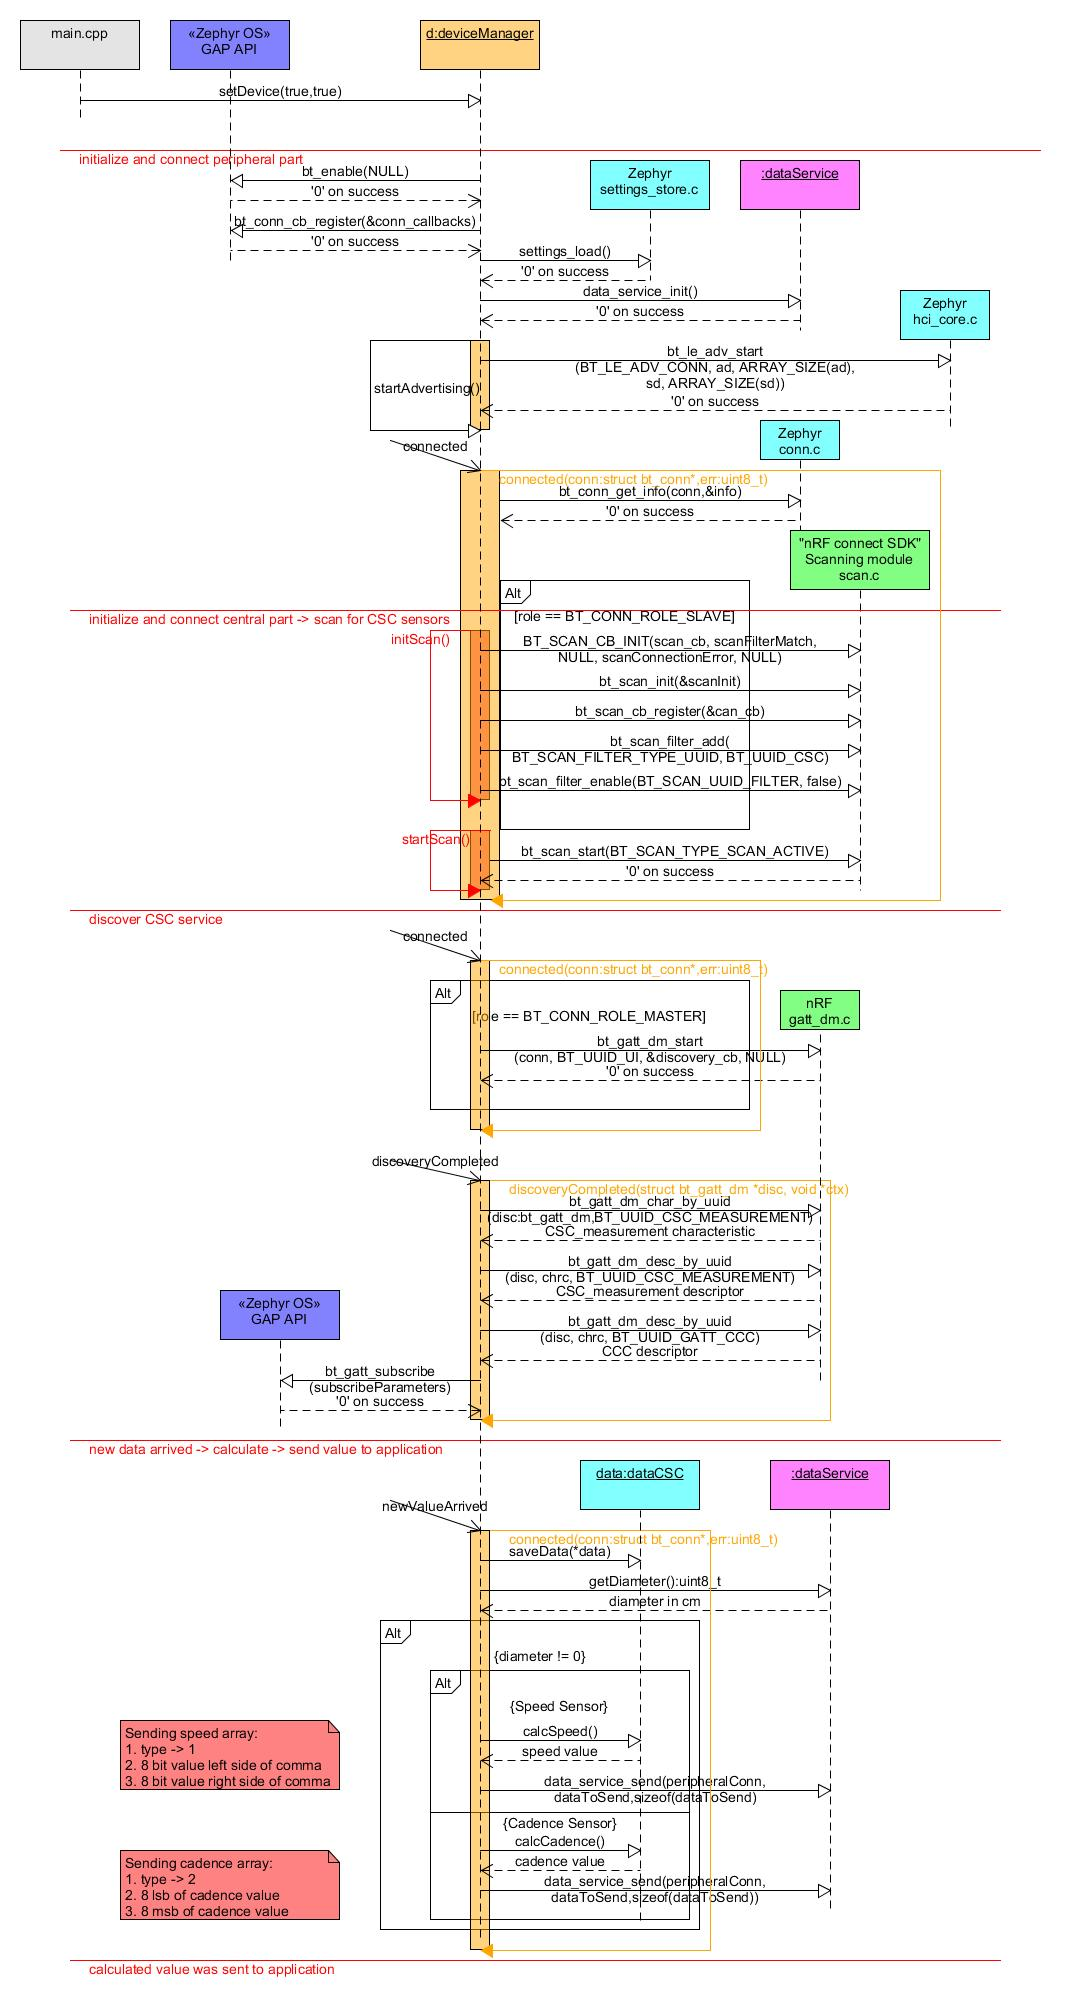 main.cpp
«Zephyr OS»
GAP API
d:deviceManager
setDevice(true,true)
initialize and connect peripheral part
bt_enable(NULL)
'0' on success
Zephyr
settings_store.c
:dataService
bt_conn_cb_register(&conn_callbacks)
'0' on success
settings_load()
'0' on success
data_service_init()
'0' on success
Zephyr
hci_core.c
bt_le_adv_start
(BT_LE_ADV_CONN, ad, ARRAY_SIZE(ad),
sd, ARRAY_SIZE(sd))
startAdvertising()
'0' on success
connected
Zephyr
conn.c
connected(conn:struct bt_conn*,err:uint8_t)
bt_conn_get_info(conn,&info)
'0' on success
"nRF connect SDK"
Scanning module
scan.c
Alt
[role == BT_CONN_ROLE_SLAVE]
initialize and connect central part -> scan for CSC sensors
initScan()
BT_SCAN_CB_INIT(scan_cb, scanFilterMatch,
NULL, scanConnectionError, NULL)
bt_scan_init(&scanInit)
bt_scan_cb_register(&can_cb)
bt_scan_filter_add(
BT_SCAN_FILTER_TYPE_UUID, BT_UUID_CSC)
bt_scan_filter_enable(BT_SCAN_UUID_FILTER, false)
startScan()
bt_scan_start(BT_SCAN_TYPE_SCAN_ACTIVE)
'0' on success
discover CSC service
connected
connected(conn:struct bt_conn*,err:uint8_t)
Alt
[role == BT_CONN_ROLE_MASTER]
nRF
gatt_dm.c
bt_gatt_dm_start
(conn, BT_UUID_UI, &discovery_cb, NULL)
'0' on success
discoveryCompleted
discoveryCompleted(struct bt_gatt_dm *disc, void *ctx)
bt_gatt_dm_char_by_uuid
(disc:bt_gatt_dm,BT_UUID_CSC_MEASUREMENT)
CSC_measurement characteristic
bt_gatt_dm_desc_by_uuid
(disc, chrc, BT_UUID_CSC_MEASUREMENT)
CSC_measurement descriptor
«Zephyr OS»
GAP API
bt_gatt_dm_desc_by_uuid
(disc, chrc, BT_UUID_GATT_CCC)
CCC descriptor
bt_gatt_subscribe
(subscribeParameters)
'0' on success
new data arrived -> calculate -> send value to application
data:dataCSC
:dataService
newValueArrived
connected(conn:struct bt_conn*,err:uint8_t)
saveData(*data)
getDiameter():uint8_t
diameter in cm
Alt
{diameter != 0}
Alt
{Speed Sensor}
calcSpeed()
speed value
Sending speed array:
1. type -> 1
2. 8 bit value left side of comma
3. 8 bit value right side of comma
data_service_send(peripheralConn,
dataToSend,sizeof(dataToSend)
{Cadence Sensor}
calcCadence()
cadence value
Sending cadence array:
1. type -> 2
2. 8 lsb of cadence value
3. 8 msb of cadence value
data_service_send(peripheralConn,
dataToSend,sizeof(dataToSend))
calculated value was sent to application